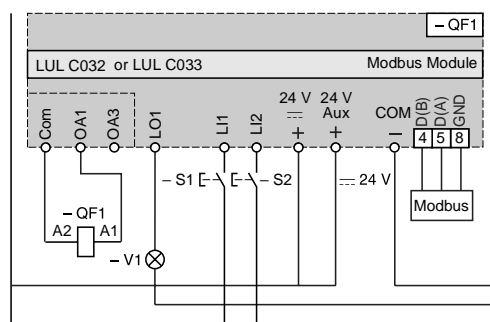 – QF1
LUL C032 or LUL C033 Modbus Module
24 V 24 V
Aux
COM
Com OA1 OA3 LO1 LI1 LI2 + + – D(B) D(A) GND
4 5 8
– S1 – S2 24 V
– QF1
A2 A1
Modbus
– V1